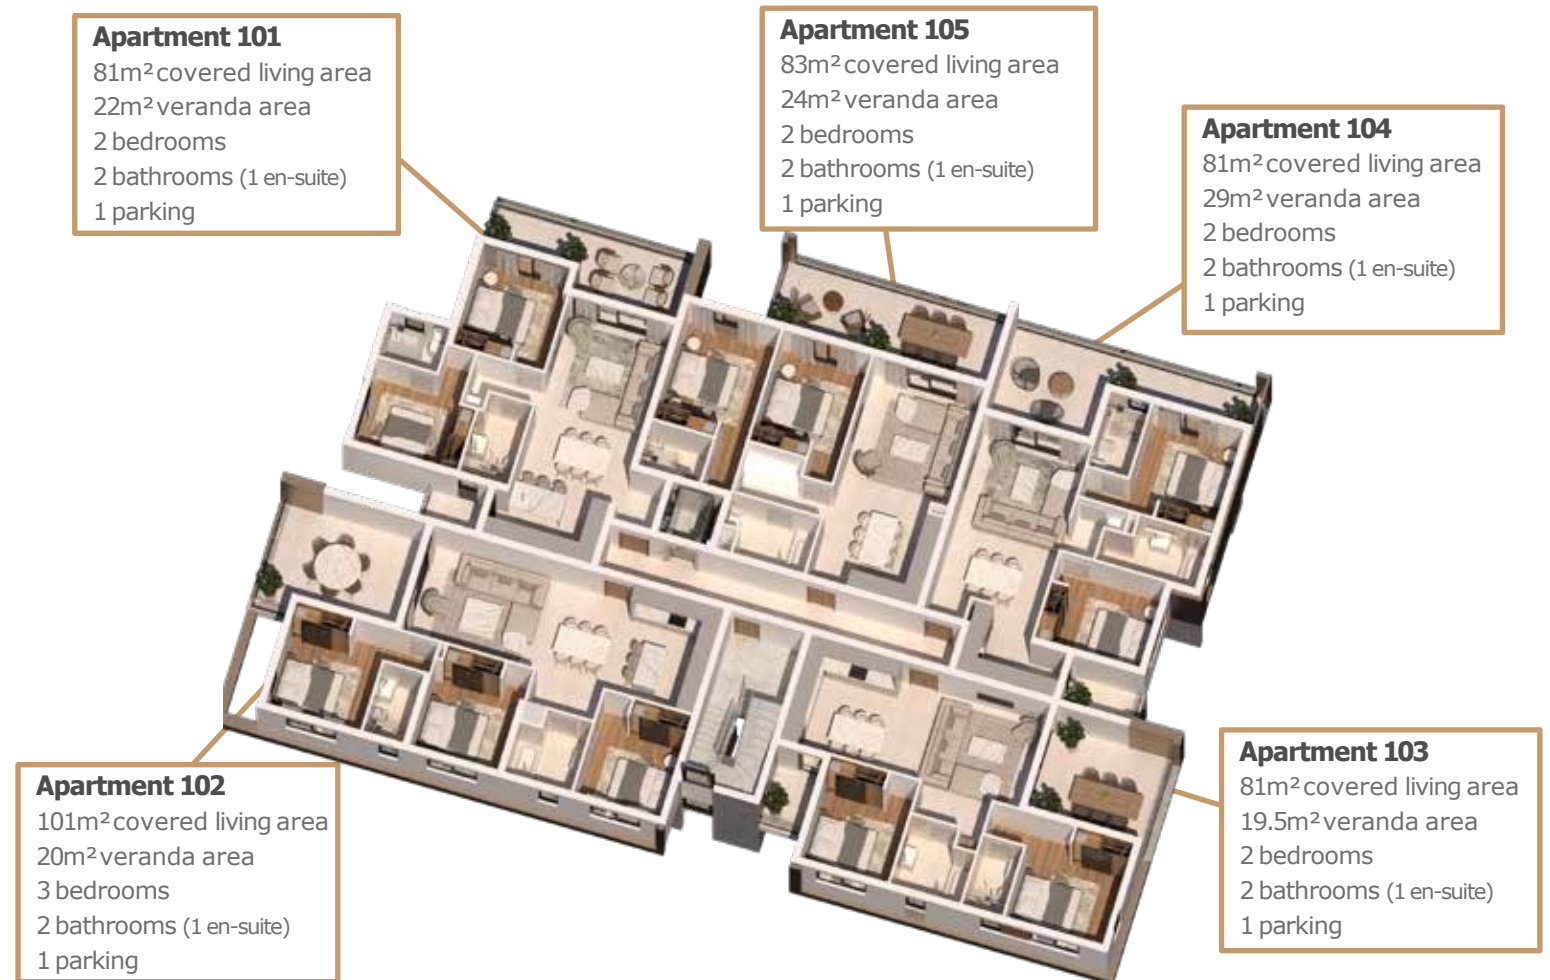 Apartment 101
81m² covered living area
22m² veranda area
2 bedrooms
2 bathrooms (1 en-suite)
1 parking
Apartment 105
83m² covered living area
24m² veranda area
2 bedrooms
2 bathrooms (1 en-suite)
1 parking
Apartment 104
81m² covered living area
29m² veranda area
2 bedrooms
2 bathrooms (1 en-suite)
1 parking
Apartment 102
101m² covered living area
20m² veranda area
3 bedrooms
2 bathrooms (1 en-suite)
1 parking
Apartment 103
81m² covered living area
19.5m² veranda area
2 bedrooms
2 bathrooms (1 en-suite)
1 parking